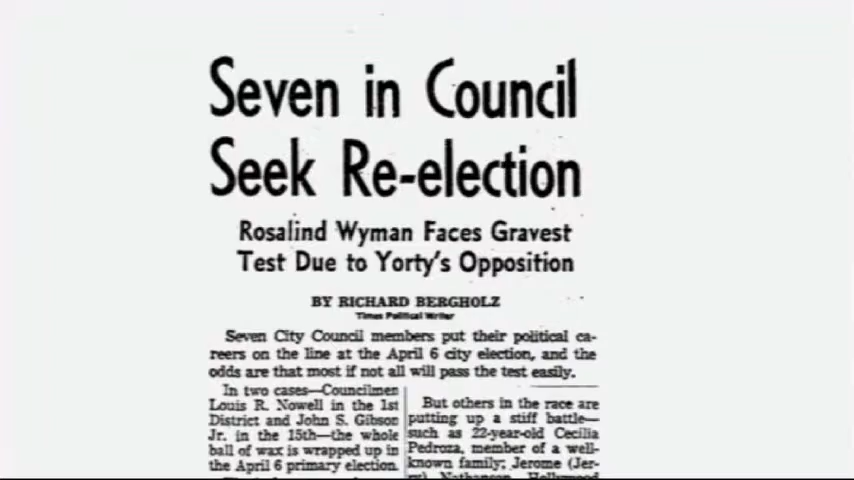 Seven in Council
Seek Re-election
Rosalind Wyman Faces Gravest
Test Due to Yorty's Opposition
BY RICHARD BERGHOLZ
Times Political Writer
Seven City Council members put their political ca-
reers on the line at the April 6 city election, and the
odds are that most if not all will pass the test easily.
In two cases—Councilmen
Louis R. Nowell in the 1st
District and John S. Gibson
Jr. in the 15th—the whole
ball of wax is wrapped up in
the April 6 primary election.
But others in the race are
putting up a stiff battle—
such as 22-year-old Cecilia
Pedroza, member of a well-
known family; Jerome (Jer-
ry) Nathanson, Hollywood